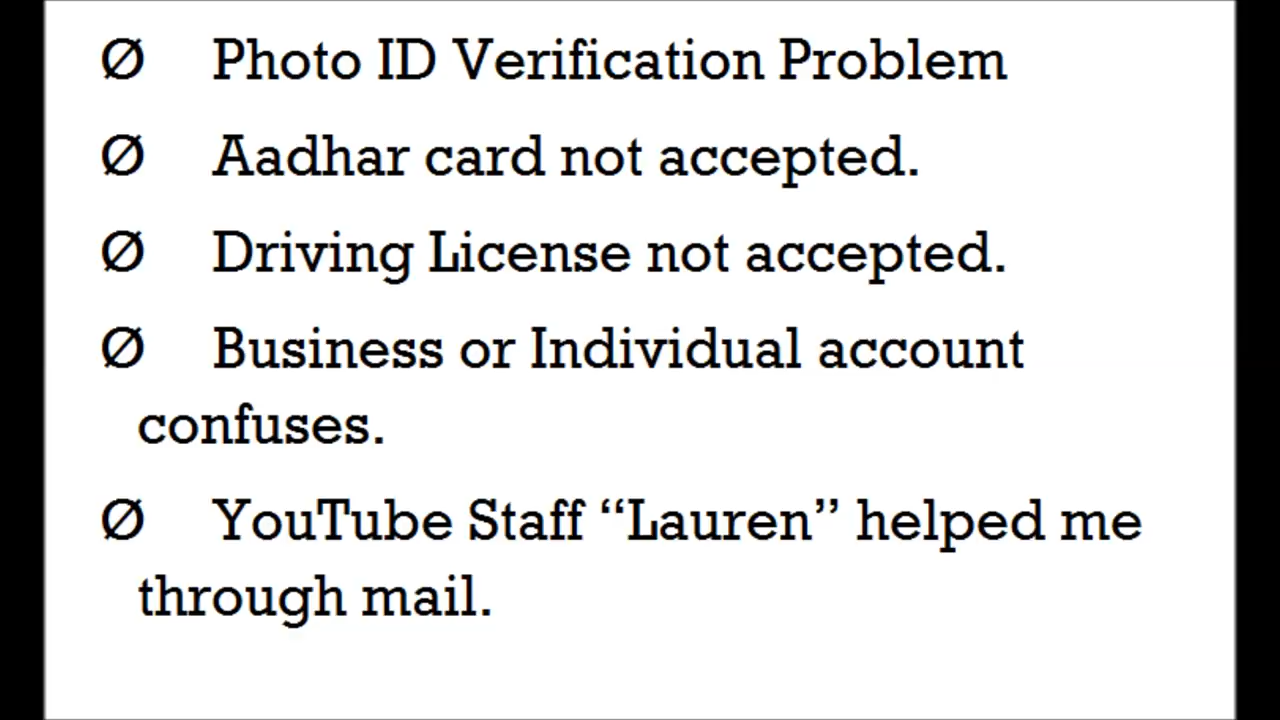 Ø Photo ID Verification Problem
Ø Aadhar card not accepted.
Ø Driving License not accepted.
Ø Business or Individual account
confuses.
Ø YouTube Staff “Lauren” helped me
through mail.